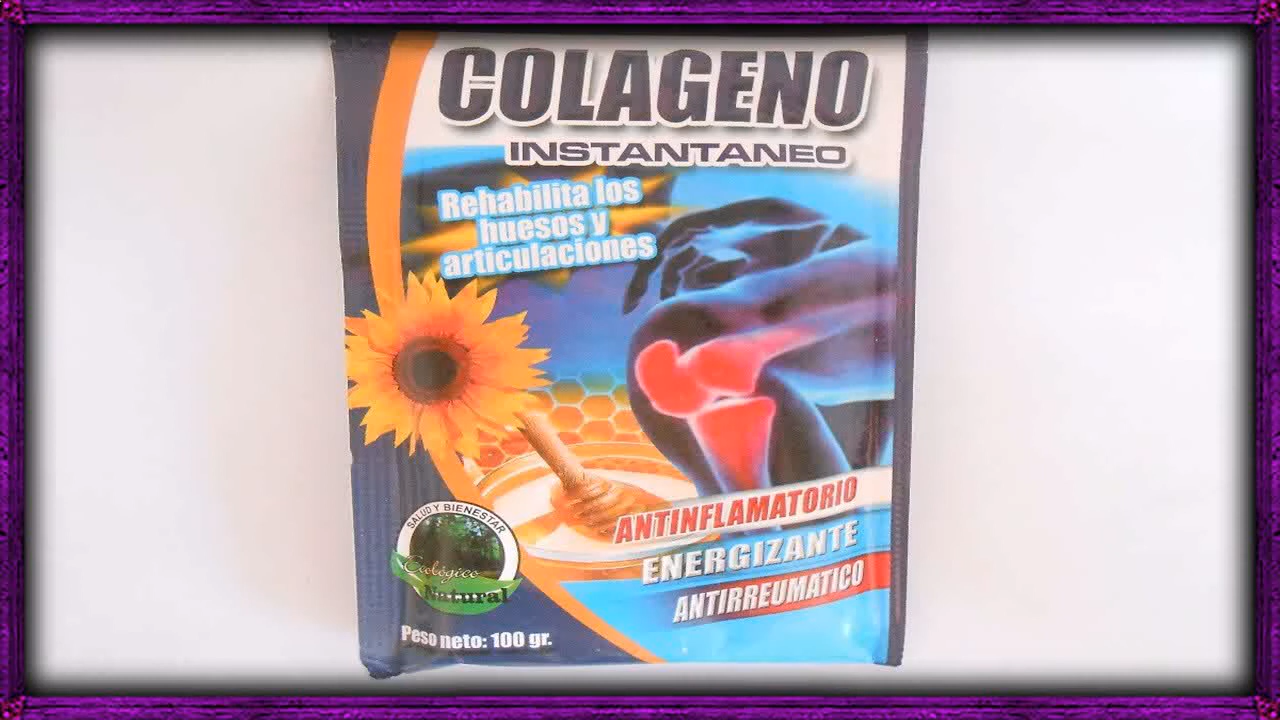 COLAGENO
INSTANTANEO
Rehabilita los
huesos y
articulaciones
SALUD Y BIENESTAR
Ecológico
Natural
ANTINFLAMATORIO
ENERGIZANTE
ANTIRREUMATICO
Peso neto: 100 gr.